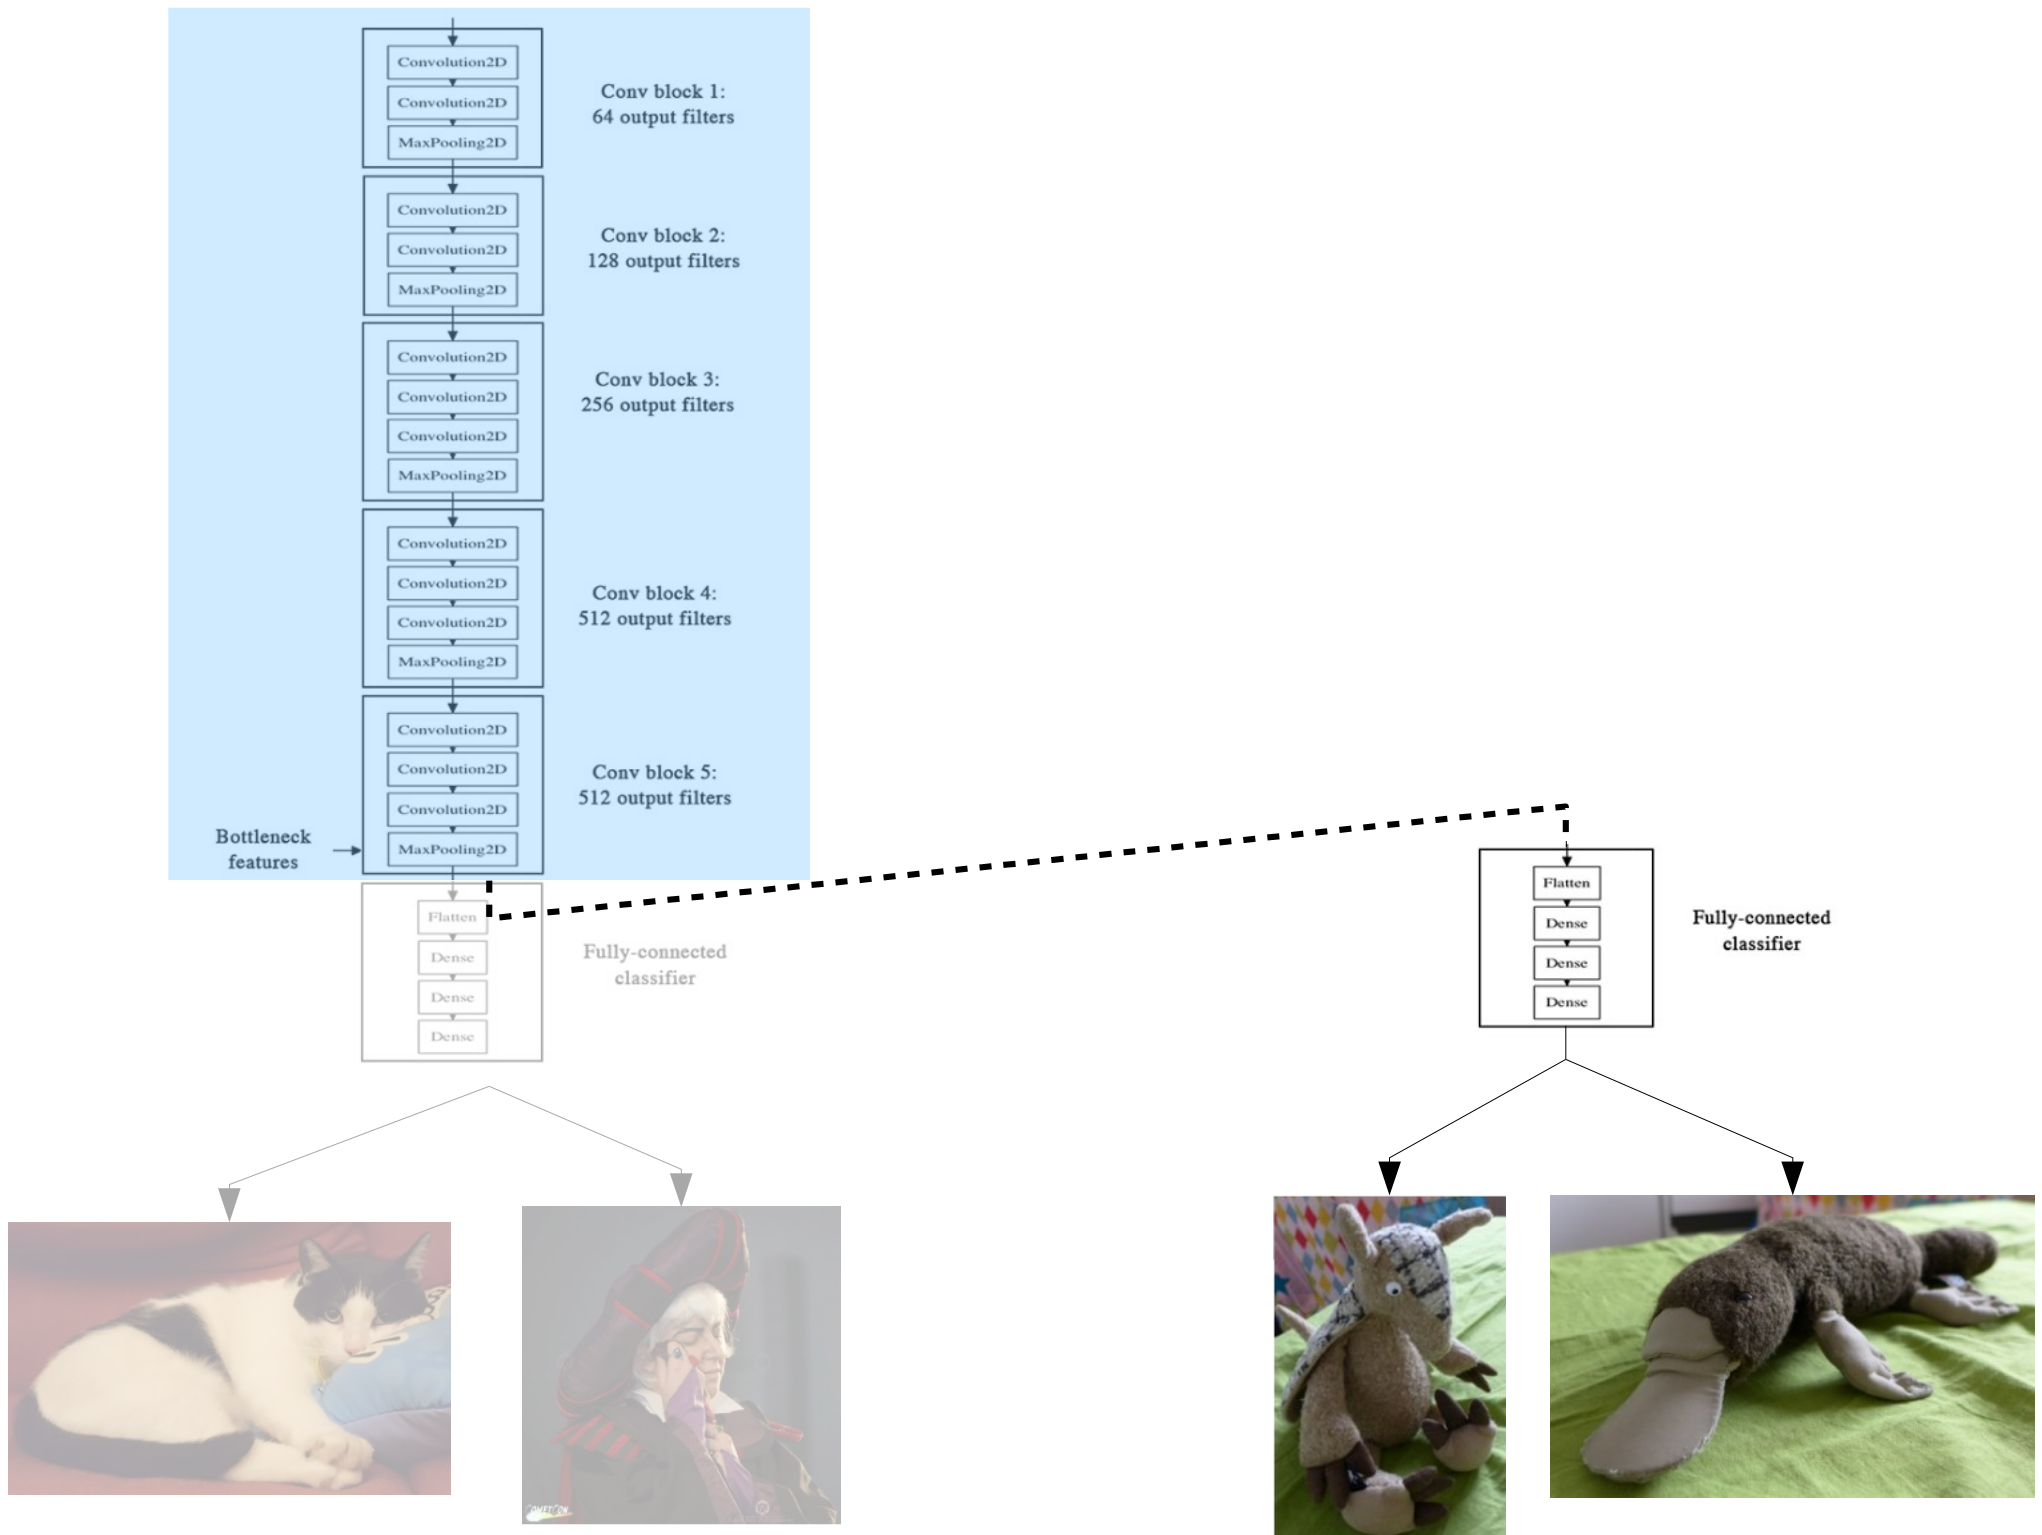 Convolution2D
Convolution2D
MaxPooling2D
Conv block 1:
64 output filters
Convolution2D
Convolution2D
MaxPooling2D
Conv block 2:
128 output filters
Convolution2D
Convolution2D
Convolution2D
MaxPooling2D
Conv block 3:
256 output filters
Convolution2D
Convolution2D
Convolution2D
MaxPooling2D
Conv block 4:
512 output filters
Convolution2D
Convolution2D
Convolution2D
MaxPooling2D
Conv block 5:
512 output filters
Bottleneck
features
Flatten
Dense
Dense
Dense
Fully-connected
classifier
Flatten
Dense
Dense
Dense
Fully-connected
classifier